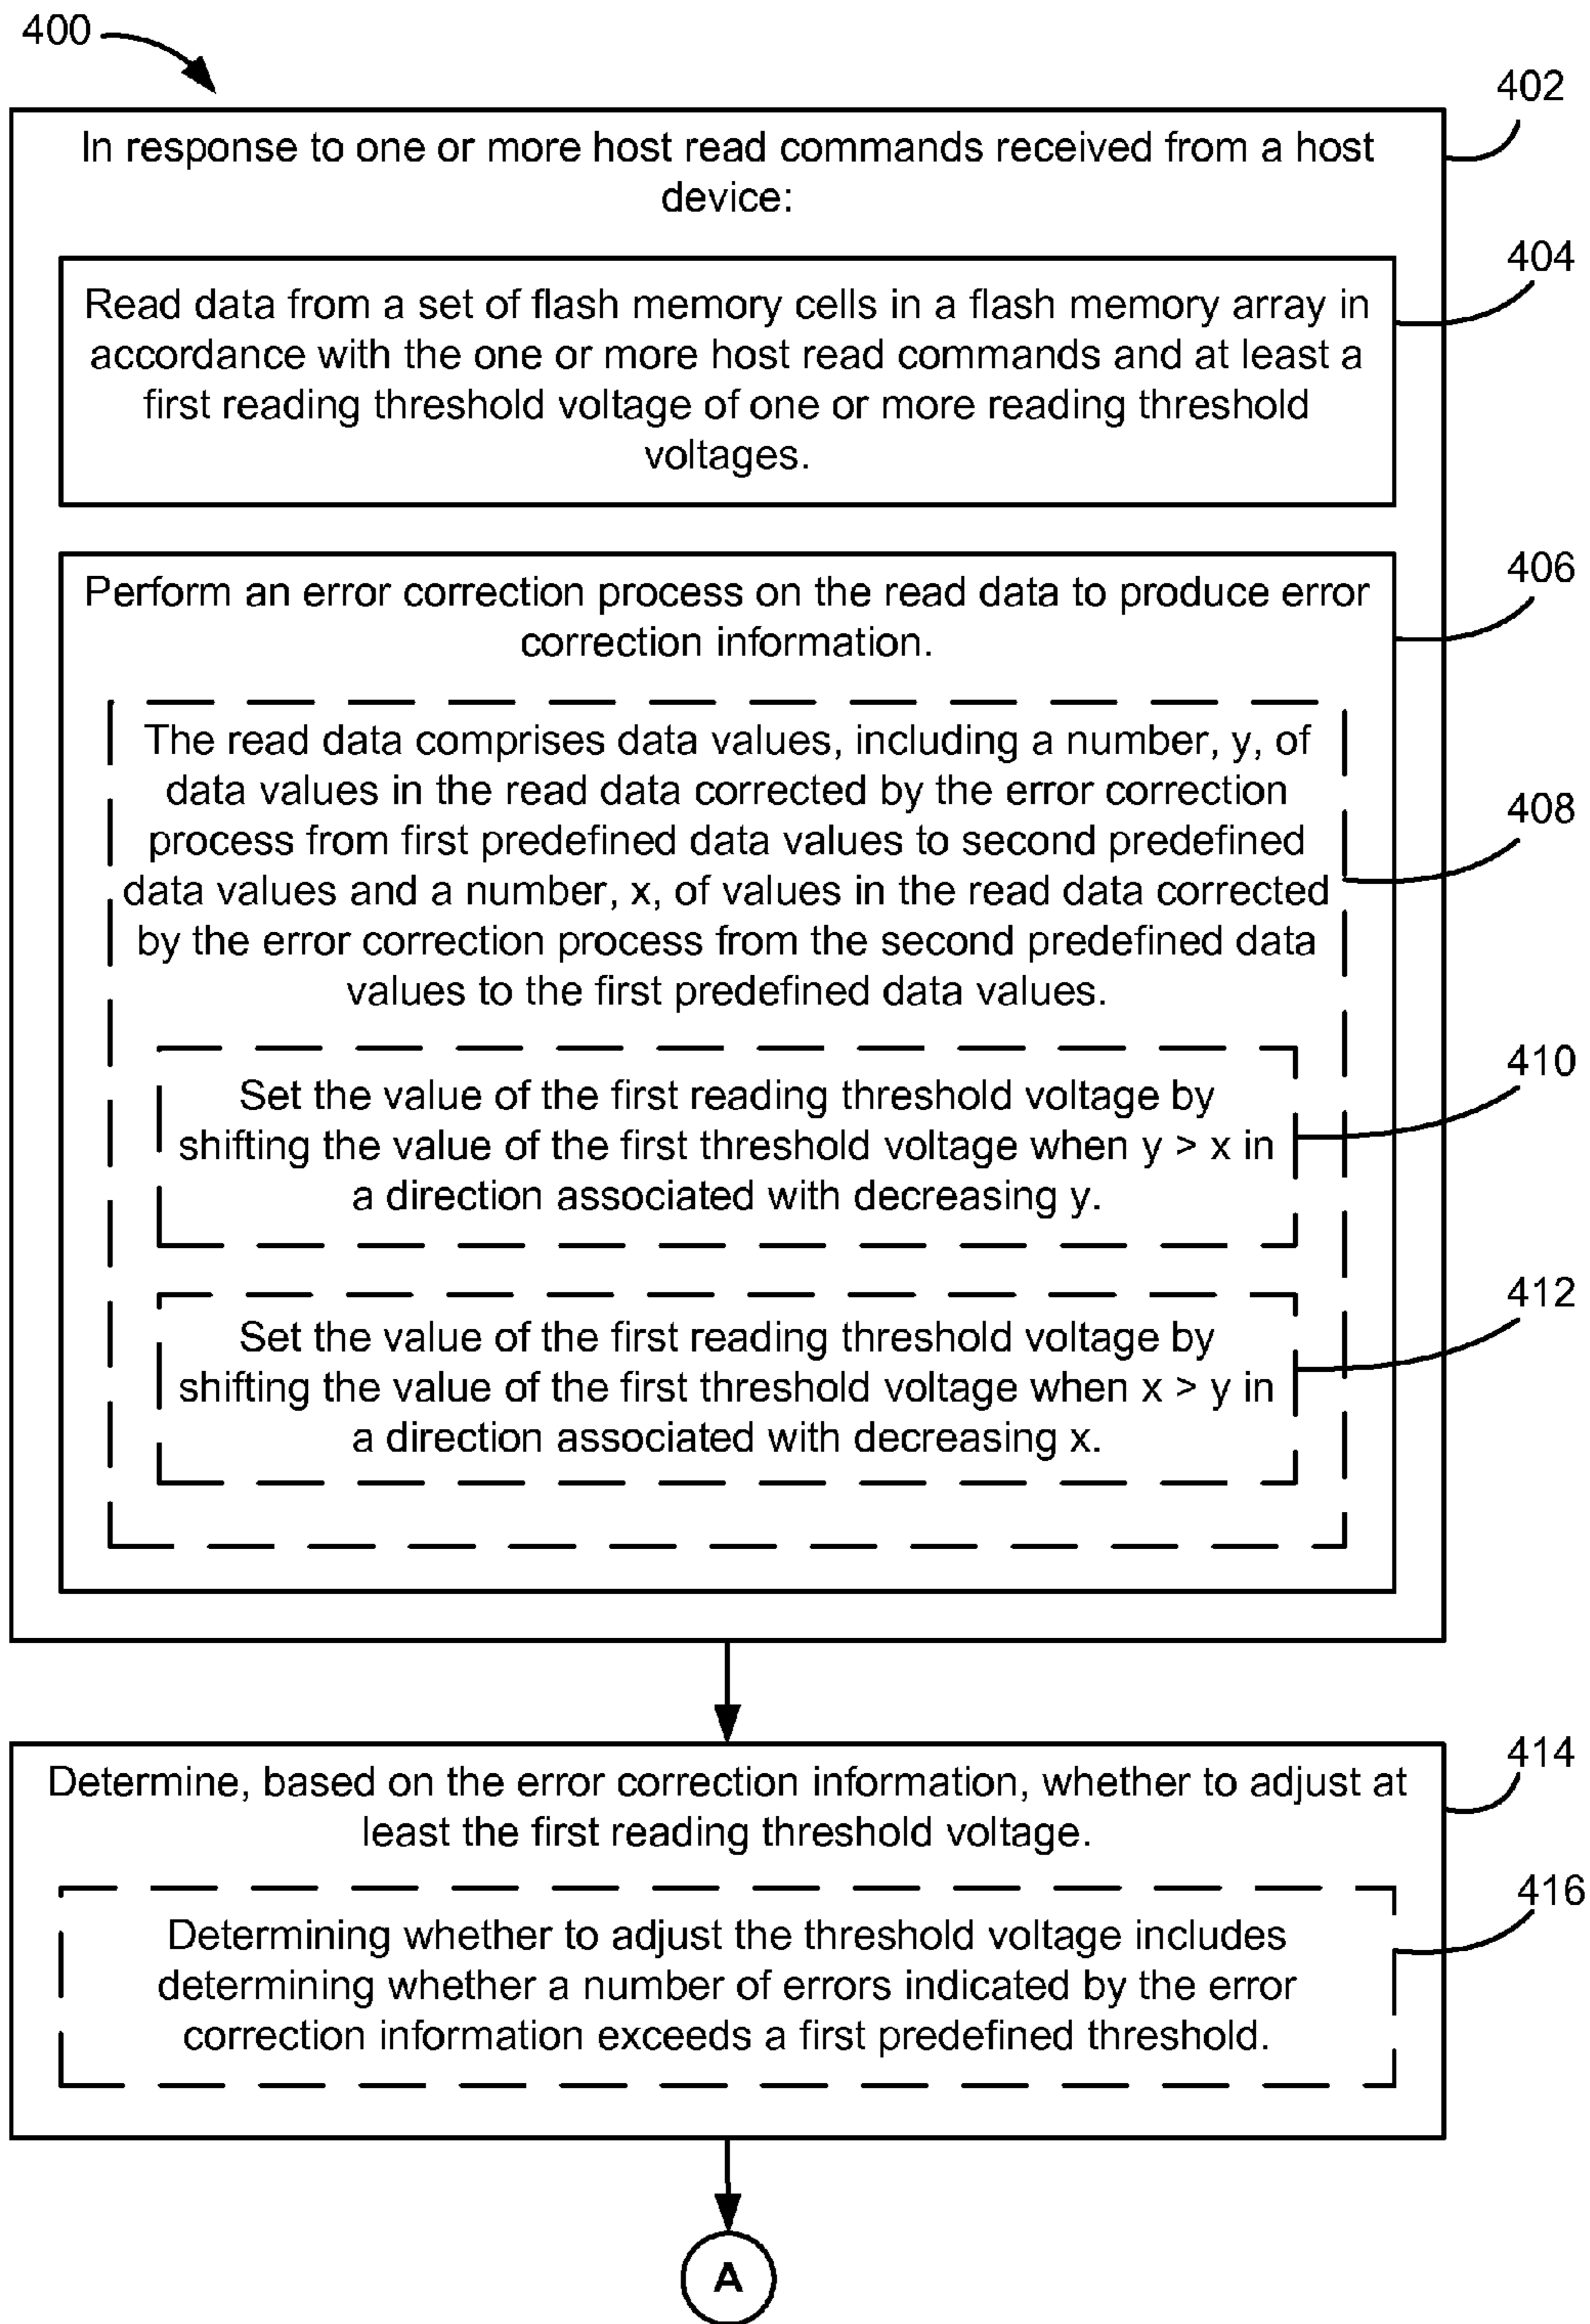 400
402
In response to one or more host read commands received from a host
device:
404
Read data from a set of flash memory cells in a flash memory array in
accordance with the one or more host read commands and at least a
first reading threshold voltage of one or more reading threshold
voltages.
406
Perform an error correction process on the read data to produce error
correction information.
The read data comprises data values, including a number, y, of
data values in the read data corrected by the error correction
408
process from first predefined data values to second predefined
data values and a number, x, of values in the read data corrected
by the error correction process from the second predefined data
values to the first predefined data values.
410
Set the value of the first reading threshold voltage by
shifting the value of the first threshold voltage when y > x in
a direction associated with decreasing y.
412
Set the value of the first reading threshold voltage by
shifting the value of the first threshold voltage when x > y in
a direction associated with decreasing x.
414
Determine, based on the error correction information, whether to adjust at
least the first reading threshold voltage.
416
Determining whether to adjust the threshold voltage includes
determining whether a number of errors indicated by the error
correction information exceeds a first predefined threshold.
A